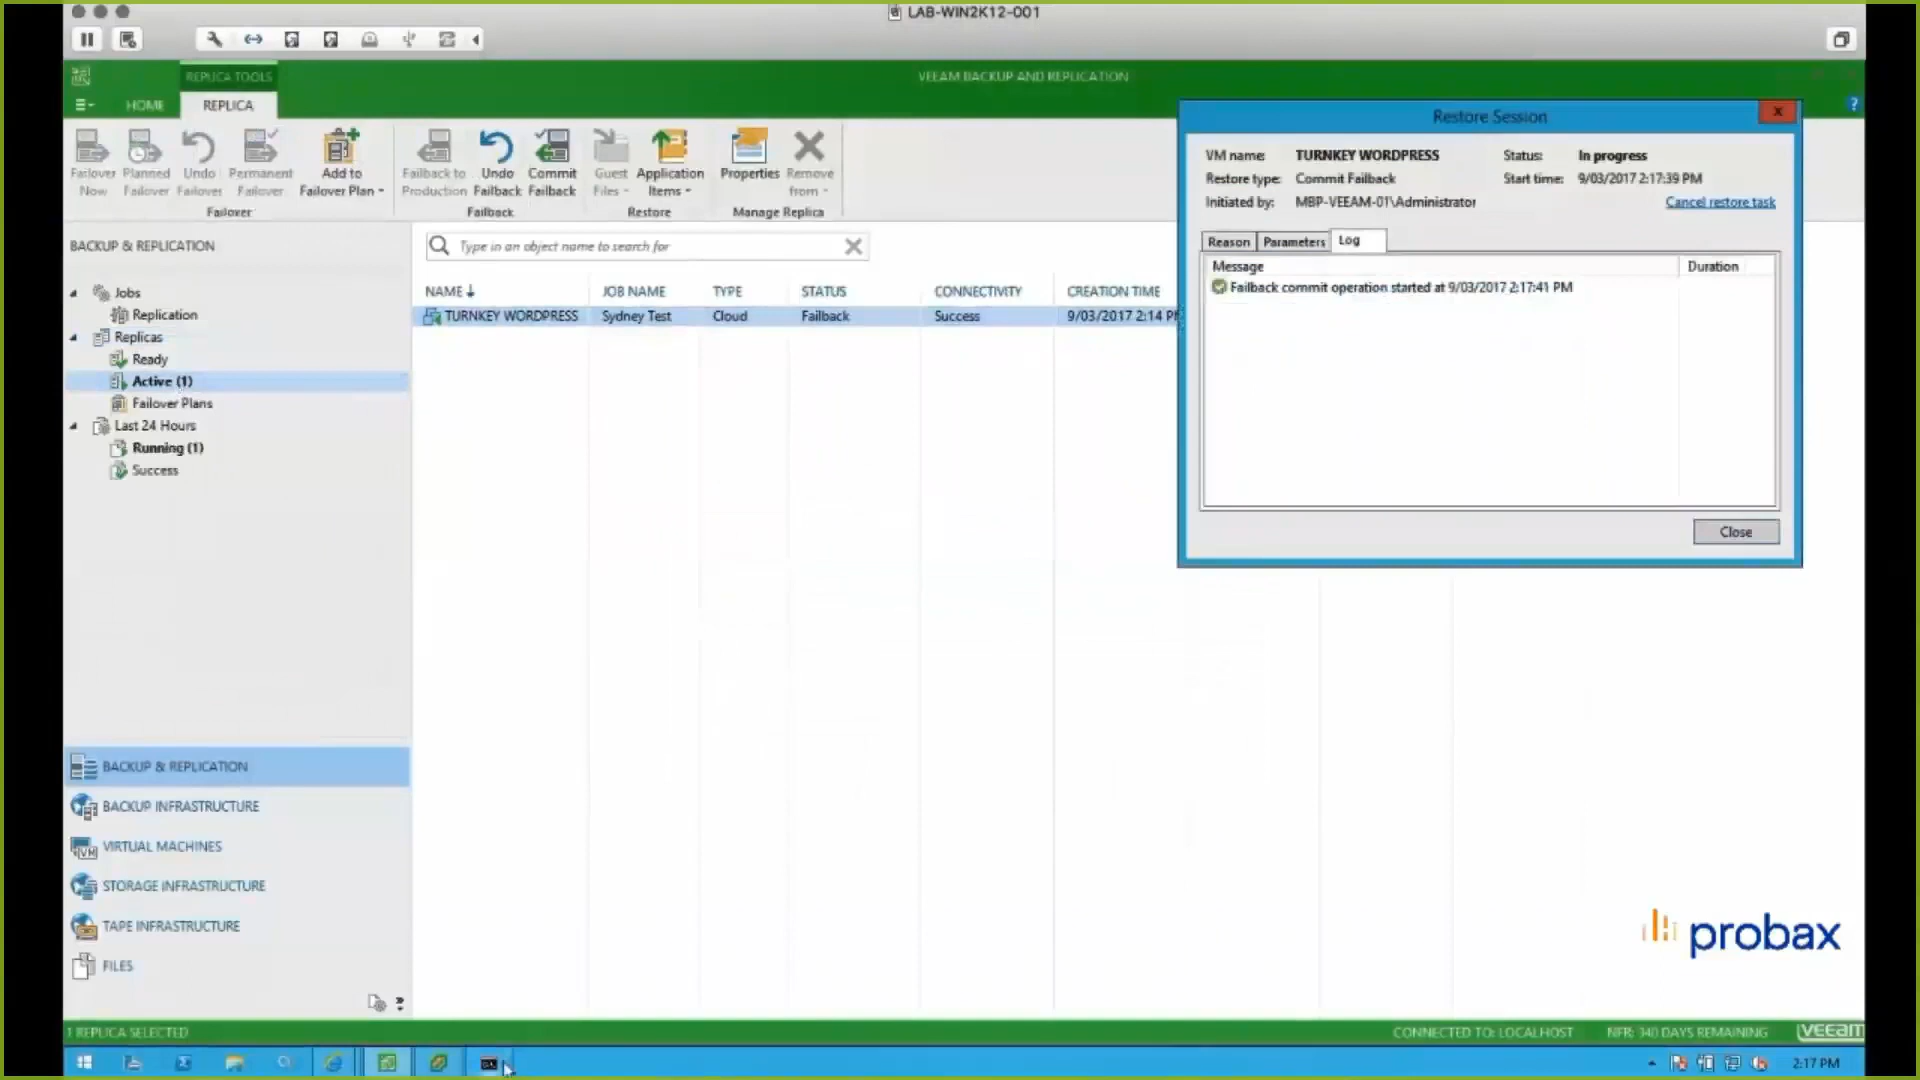 LAB-WIN2K12-001
REPLICA TOOLS
VEEAM BACKUP AND REPLICATION
HOME
REPLICA
?
Failover Now
Planned Failover
Undo Failover
Permanent Failover
Add to Failover Plan
Failover
Failback to Production
Undo Failback
Commit Failback
Failback
Guest Files
Application Items
Restore
Properties
Remove from
Manage Replica
BACKUP & REPLICATION
Jobs
Replication
Replicas
Ready
Active (1)
Failover Plans
Last 24 Hours
Running (1)
Success
Type in an object name to search for
NAME JOB NAME TYPE STATUS CONNECTIVITY CREATION TIME
TURNKEY WORDPRESS Sydney Test Cloud Failback Success 9/03/2017 2:14 PM
Restore Session
VM name: TURNKEY WORDPRESS Status: In progress
Restore type: Commit Failback Start time: 9/03/2017 2:17:39 PM
Initiated by: MBP-VEEAM-01\Administrator Cancel restore task
Reason Parameters Log
Message Duration
Failback commit operation started at 9/03/2017 2:17:41 PM
Close
BACKUP & REPLICATION
BACKUP INFRASTRUCTURE
VIRTUAL MACHINES
STORAGE INFRASTRUCTURE
TAPE INFRASTRUCTURE
FILES
probax
1 REPLICA SELECTED
CONNECTED TO: LOCALHOST NFR: 340 DAYS REMAINING veeam
2:17 PM